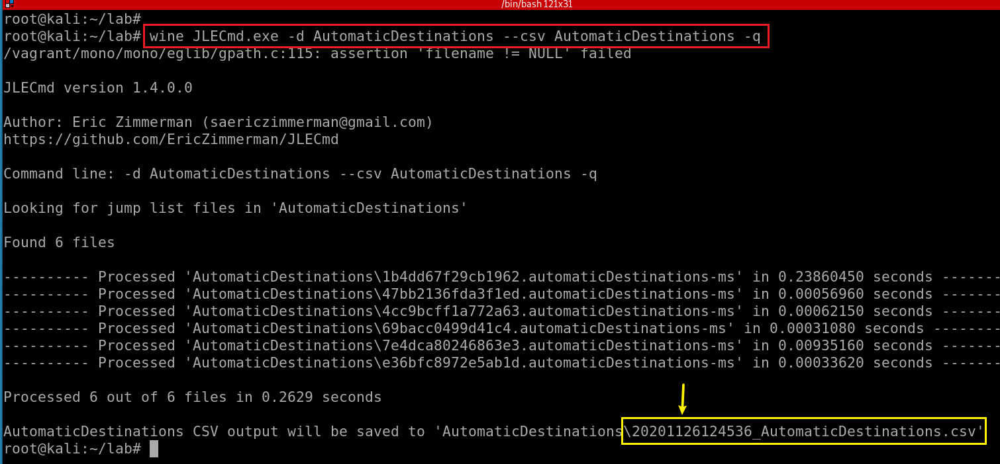 /bin/bash 121x31
root@kali:~/lab#
root@kali:~/lab# wine JLECmd.exe -d AutomaticDestinations --csv AutomaticDestinations -q
/vagrant/mono/mono/eglib/gpath.c:115: assertion 'filename != NULL' failed
JLECmd version 1.4.0.0
Author: Eric Zimmerman (saericzimmerman@gmail.com)
https://github.com/EricZimmerman/JLECmd
Command line: -d AutomaticDestinations --csv AutomaticDestinations -q
Looking for jump list files in 'AutomaticDestinations'
Found 6 files
---------- Processed 'AutomaticDestinations\1b4dd67f29cb1962.automaticDestinations-ms' in 0.23860450 seconds -------
---------- Processed 'AutomaticDestinations\47bb2136fda3f1ed.automaticDestinations-ms' in 0.00056960 seconds -------
---------- Processed 'AutomaticDestinations\4cc9bcff1a772a63.automaticDestinations-ms' in 0.00062150 seconds -------
---------- Processed 'AutomaticDestinations\69bacc0499d41c4.automaticDestinations-ms' in 0.00031080 seconds --------
---------- Processed 'AutomaticDestinations\7e4dca80246863e3.automaticDestinations-ms' in 0.00935160 seconds -------
---------- Processed 'AutomaticDestinations\e36bfc8972e5ab1d.automaticDestinations-ms' in 0.00033620 seconds -------
Processed 6 out of 6 files in 0.2629 seconds
AutomaticDestinations CSV output will be saved to 'AutomaticDestinations\20201126124536_AutomaticDestinations.csv'
root@kali:~/lab#